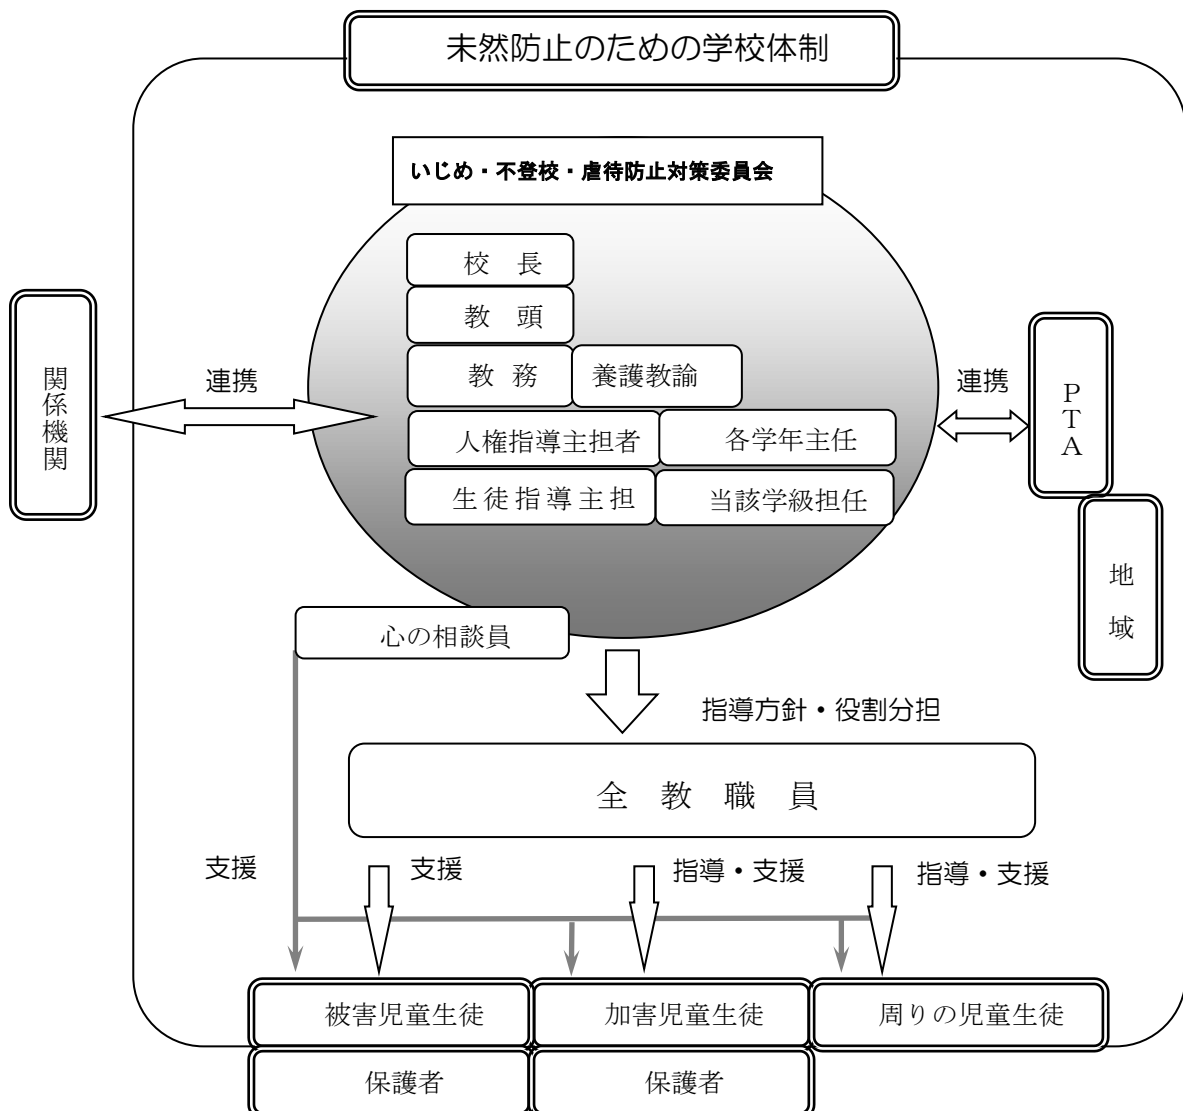 未然防止のための学校体制
いじめ・不登校・虐待防止対策委員会
校　長
教　頭
教 務
養護教諭
人権指導主担者
各学年主任
生徒指導主担
当該学級担任
関係機関
連携
連携
PTA
地域
心の相談員
指導方針・役割分担
全　教　職　員
支援
支援
指導・支援
指導・支援
被害児童生徒
加害児童生徒
周りの児童生徒
保護者
保護者